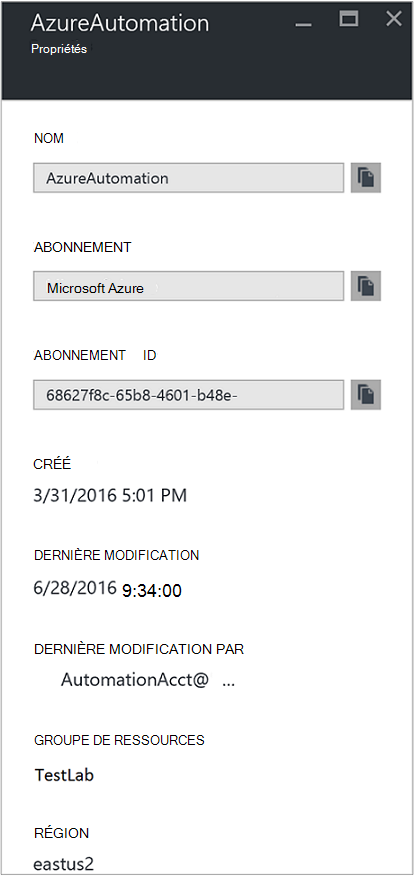 AzureAutomation
Propriétés
NOM
AzureAutomation
ABONNEMENT
Microsoft Azure
ABONNEMENT ID
68627f8c-65b8-4601-b48e-
CRÉÉ
3/31/2016 5:01 PM
DERNIÈRE MODIFICATION
6/28/2016 9:34:00
DERNIÈRE MODIFICATION PAR
AutomationAcct@ ...
GROUPE DE RESSOURCES
TestLab
RÉGION
eastus2